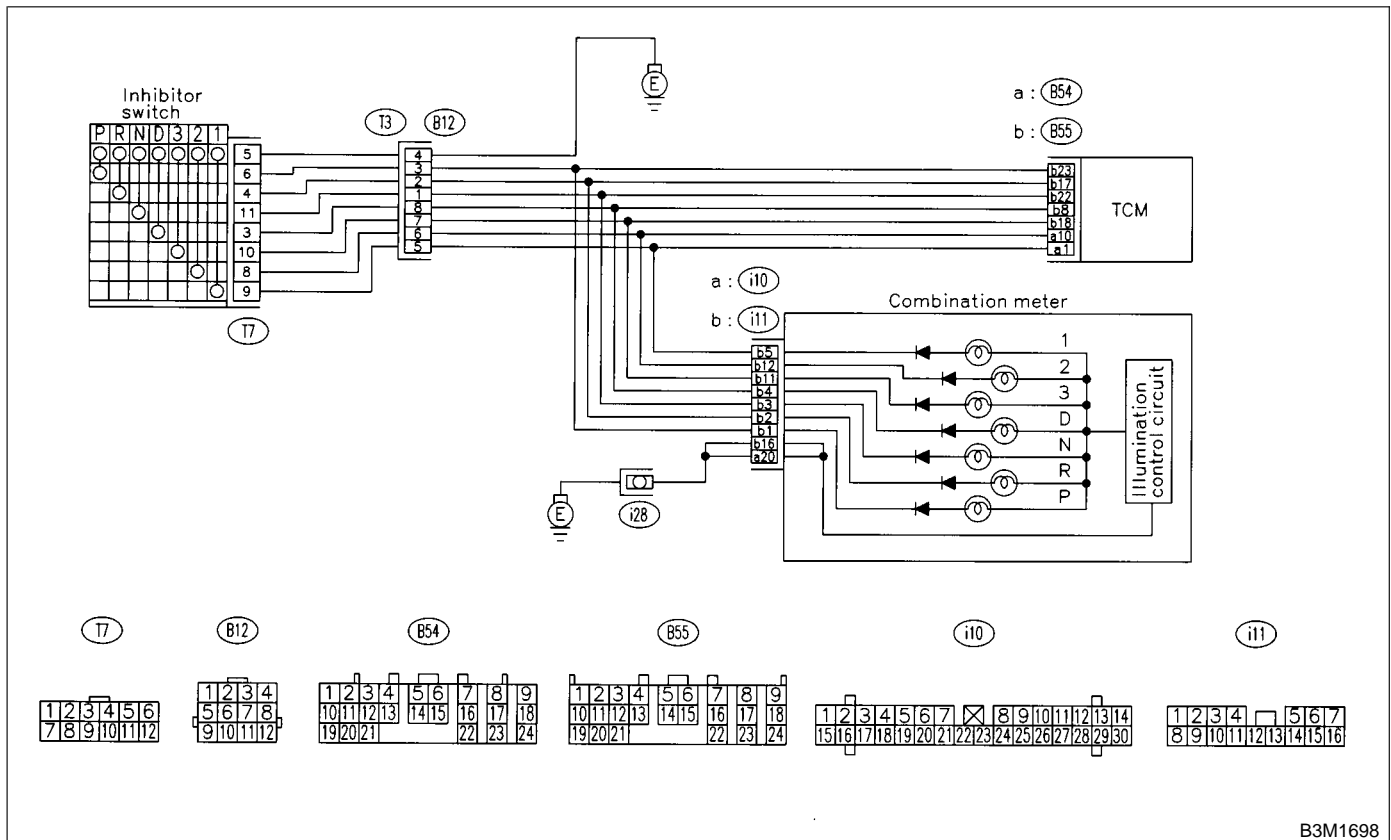 Inhibitor
switch
P R N D 3 2 1
5
6
4
11
3
10
8
9
T7
T3 B12
4
3
2
1
8
7
6
5
E
a : B54
b : B55
b23
b17
b22
b8
b18
a10
a1
TCM
a : i10
b : i11
Combination meter
b5
b12
b11
b4
b3
b2
b1
b16
a20
1
2
3
D
N
R
P
Illumination
control circuit
E
i28
T7
1 2 3 4 5 6
7 8 9 10 11 12
B12
1 2 3 4
5 6 7 8
9 10 11 12
B54
1 2 3 4 5 6 7 8 9
10 11 12 13 14 15 16 17 18
19 20 21 22 23 24
B55
1 2 3 4 5 6 7 8 9
10 11 12 13 14 15 16 17 18
19 20 21 22 23 24
i10
1 2 3 4 5 6 7 8 9 10 11 12 13 14
15 16 17 18 19 20 21 22 23 24 25 26 27 28 29 30
i11
1 2 3 4 5 6 7
8 9 10 11 12 13 14 15 16
B3M1698